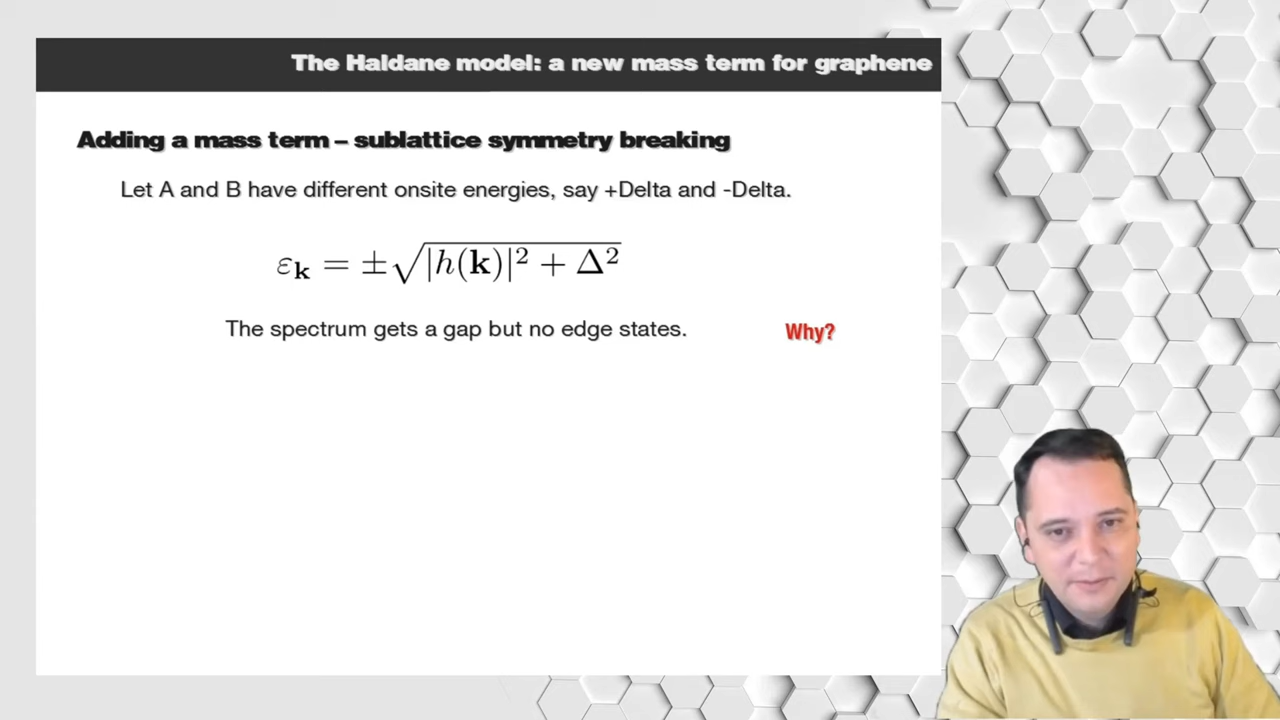 The Haldane model: a new mass term for graphene
Adding a mass term – sublattice symmetry breaking
Let A and B have different onsite energies, say +Delta and -Delta.
ε_𝐤 = ±√(|h(𝐤)|² + Δ²)
The spectrum gets a gap but no edge states. Why?